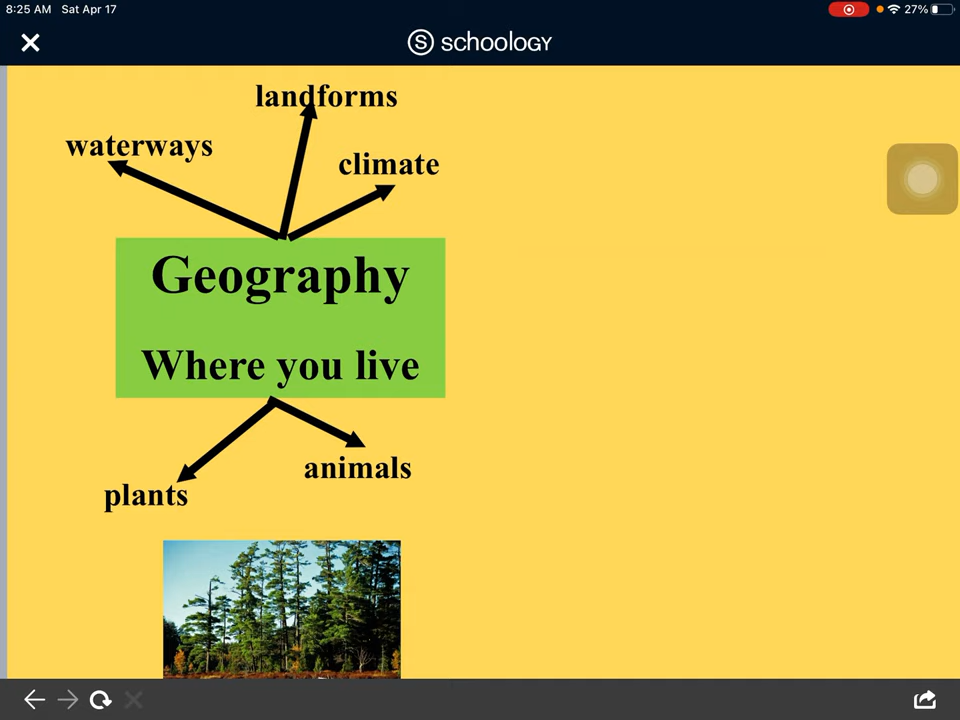 8:25 AM Sat Apr 17
27%
schoology
landforms
waterways
climate
Geography
Where you live
animals
plants